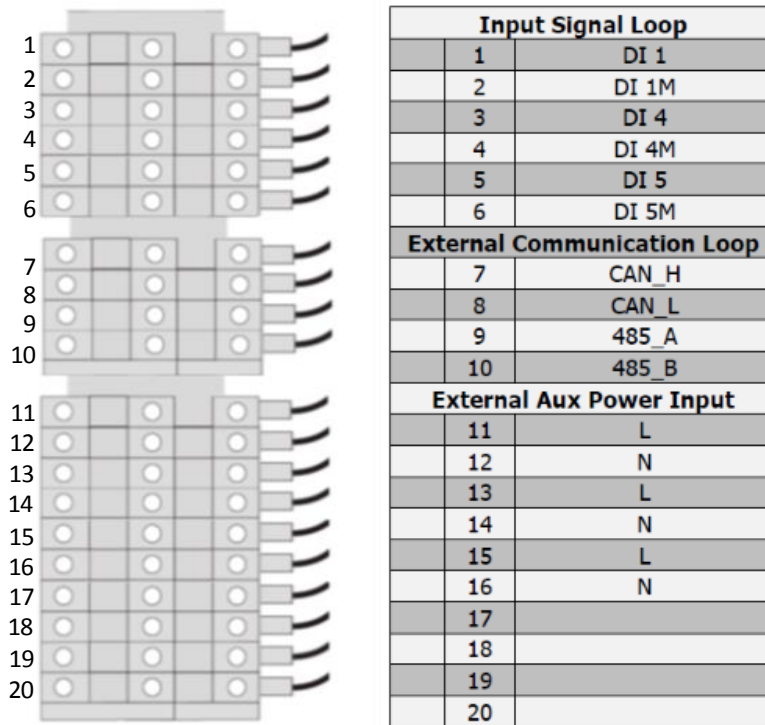 1
2
3
4
5
6
7
8
9
10
11
12
13
14
15
16
17
18
19
20
Input Signal Loop
1 DI 1
2 DI 1M
3 DI 4
4 DI 4M
5 DI 5
6 DI 5M
External Communication Loop
7 CAN_H
8 CAN_L
9 485_A
10 485_B
External Aux Power Input
11 L
12 N
13 L
14 N
15 L
16 N
17
18
19
20